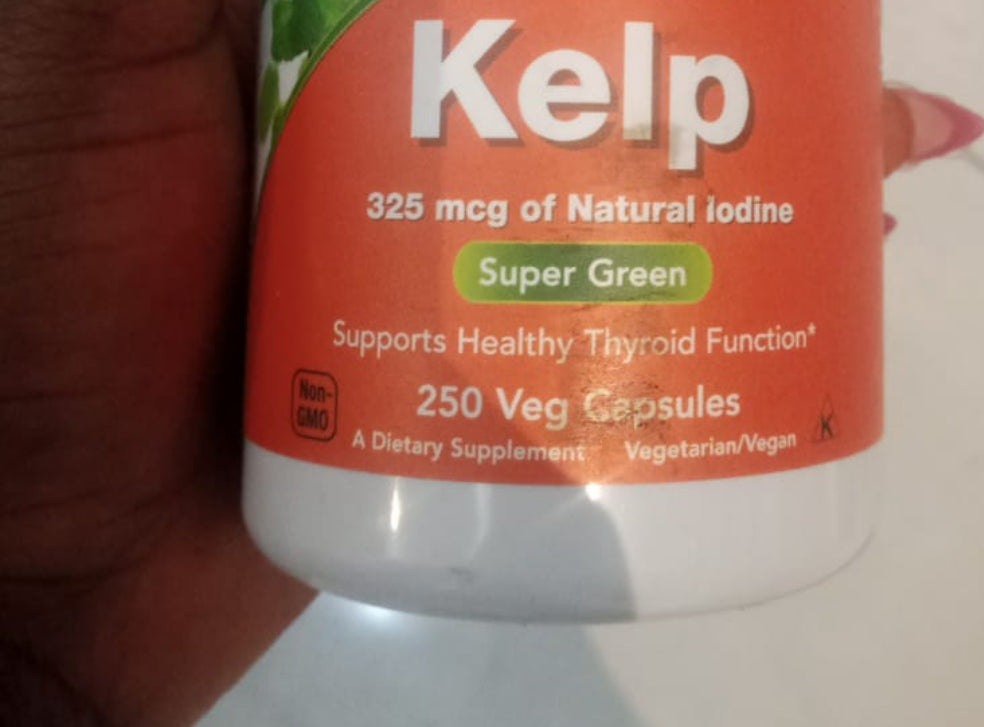 Kelp
325 mcg of Natural Iodine
Super Green
Supports Healthy Thyroid Function*
Non-
GMO
250 Veg Capsules
A Dietary Supplement Vegetarian/Vegan
K